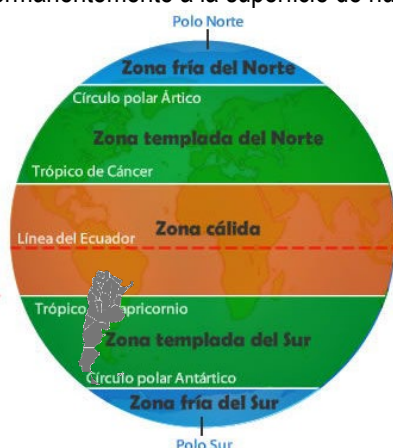 Polo Norte
Zona fría del Norte
Círculo polar Ártico
Zona templada del Norte
Trópico de Cáncer
Zona cálida
Línea del Ecuador
Trópico
apricornio
Zona templada del Sur
Círculo polar Antártico
Zona fría del Sur
Polo Sur